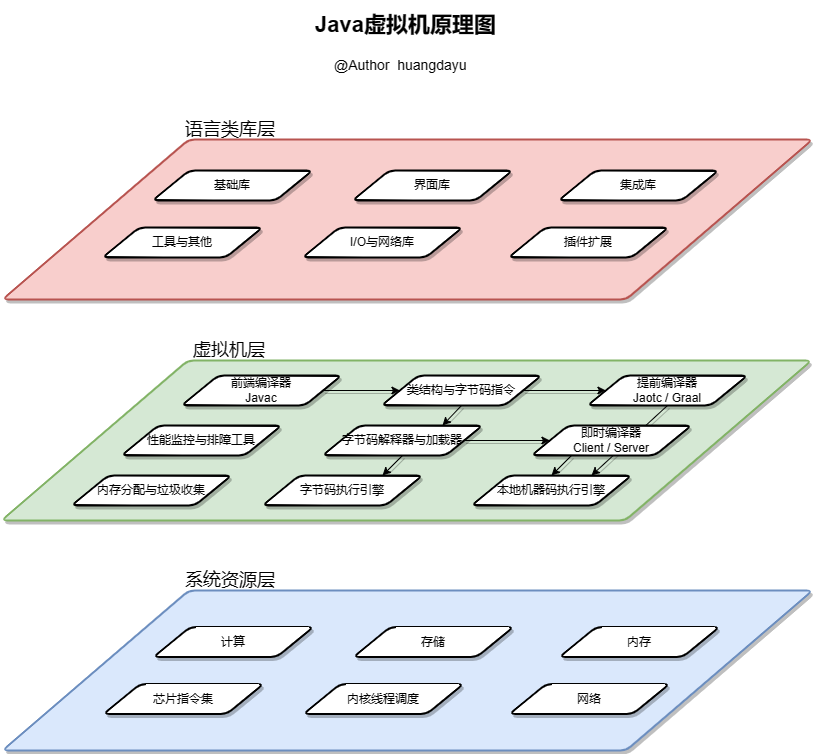 Java虚拟机原理图
@Author huangdayu
语言类库层
基础库
界面库
集成库
工具与其他
I/O与网络库
插件扩展
虚拟机层
前端编译器
Javac
类结构与字节码指令
提前编译器
Jaotc / Graal
性能监控与排障工具
字节码解释器与加载器
即时编译器
Client / Server
内存分配与垃圾收集
字节码执行引擎
本地机器码执行引擎
系统资源层
计算
存储
内存
芯片指令集
内核线程调度
网络